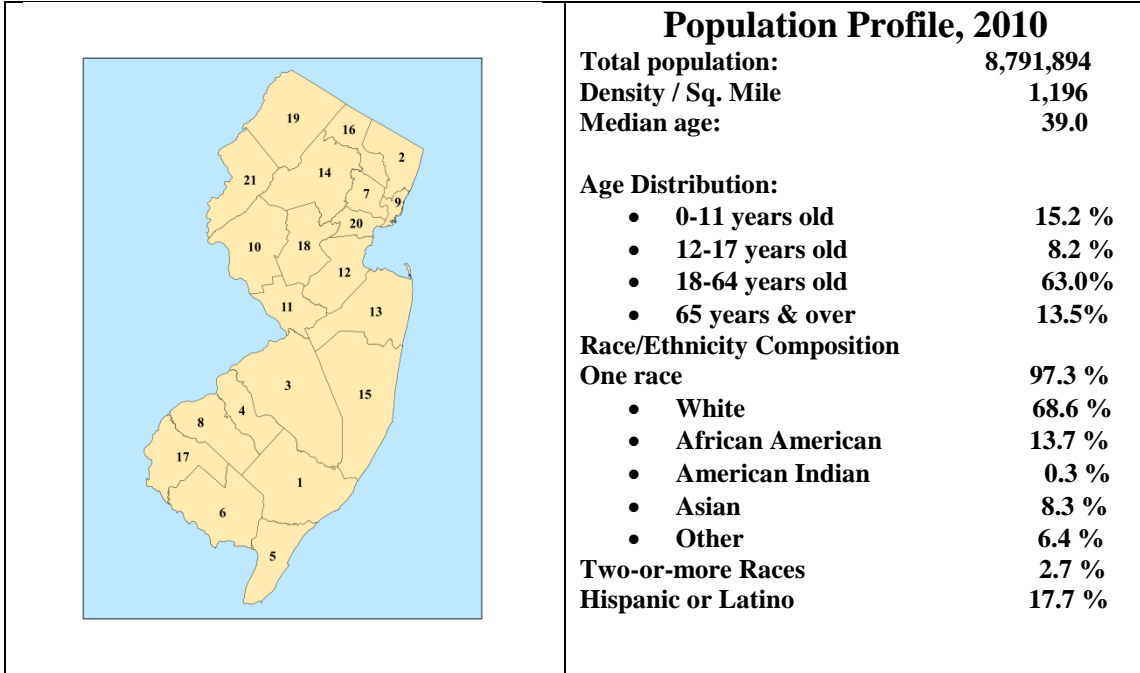 19
16
2
14
21
7
9
20
10
18
12
11
13
3
15
4
8
17
1
6
5
Population Profile, 2010
Total population: 8,791,894
Density / Sq. Mile 1,196
Median age: 39.0
Age Distribution:
• 0-11 years old 15.2 %
• 12-17 years old 8.2 %
• 18-64 years old 63.0%
• 65 years & over 13.5%
Race/Ethnicity Composition
One race 97.3 %
• White 68.6 %
• African American 13.7 %
• American Indian 0.3 %
• Asian 8.3 %
• Other 6.4 %
Two-or-more Races 2.7 %
Hispanic or Latino 17.7 %